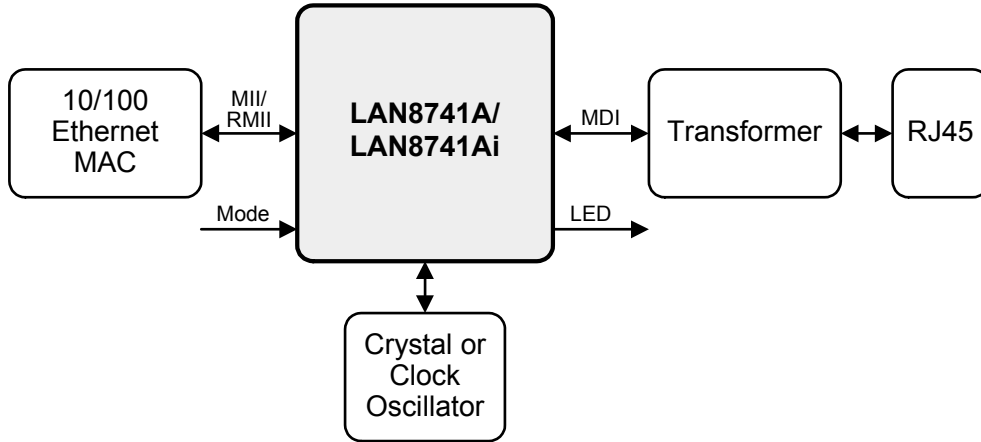 10/100
Ethernet
MAC
MII/
RMII
LAN8741A/
LAN8741Ai
MDI
Transformer
RJ45
Mode
LED
Crystal or
Clock
Oscillator